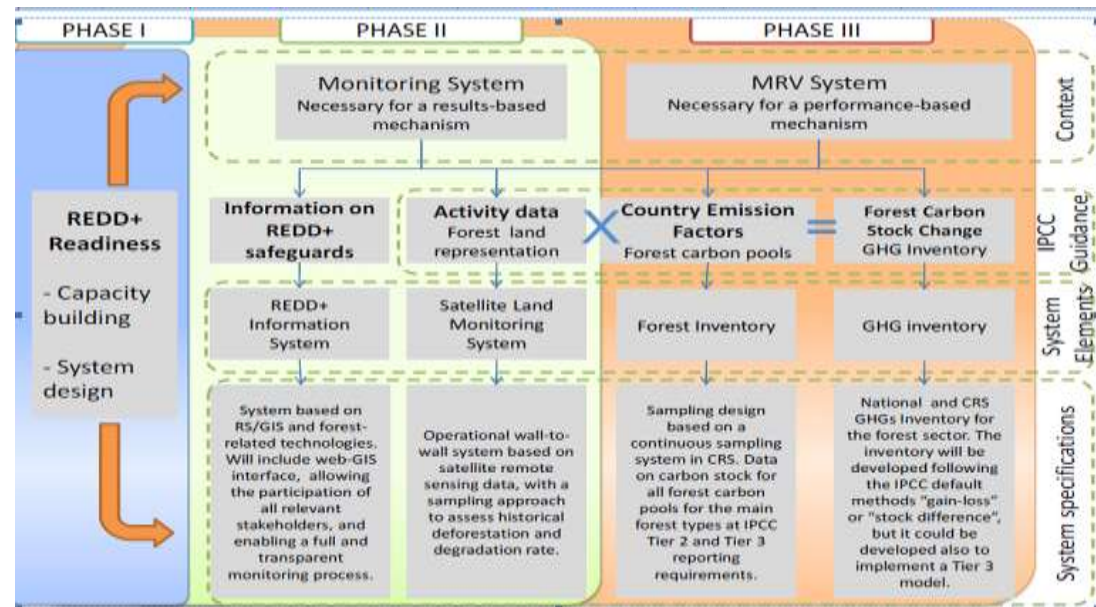 PHASE I
PHASE II
PHASE III
Monitoring System
Necessary for a results-based
mechanism
MRV System
Necessary for a performance-based
mechanism
Context
REDD+
Readiness
- Capacity
building
- System
design
Information on
REDD+
safeguards
Activity data
Forest land
representation
X
Country Emission
Factors
Forest carbon pools
=
Forest Carbon
Stock Change
GHG Inventory
IPCC
Guidance
REDD+
Information
System
Satellite Land
Monitoring
System
Forest Inventory
GHG inventory
System
Elements
System based on
RS/GIS and forest-
related technologies.
Will include web-GIS
interface, allowing
the participation of
all relevant
stakeholders, and
enabling a full and
transparent
monitoring process.
Operational wall-to-
wall system based on
satellite remote
sensing data, with a
sampling approach
to assess historical
deforestation and
degradation rate.
Sampling design
based on a
continuous sampling
system in CRS. Data
on carbon stock for
all forest carbon
pools for the main
forest types at IPCC
Tier 2 and Tier 3
reporting
requirements.
National and CRS
GHGs Inventory for
the forest sector. The
inventory will be
developed following
the IPCC default
methods "gain-loss"
or "stock difference",
but it could be
developed also to
implement a Tier 3
model.
System specifications